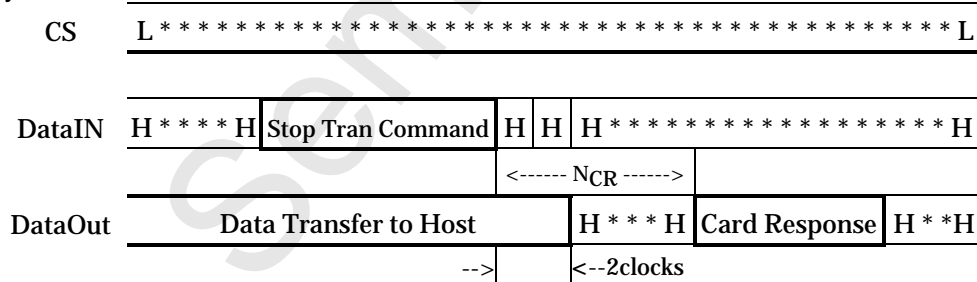 CS L * * * * * * * * * * * * * * * * * * * * * * * * * * * * * * * * * * * * * * * * * * L
DataIN H * * * * H Stop Tran Command H H H * * * * * * * * * * * * * * * * * * H
<------ NCR ------>
DataOut Data Transfer to Host H * * * H Card Response H * *H
--> <--2clocks